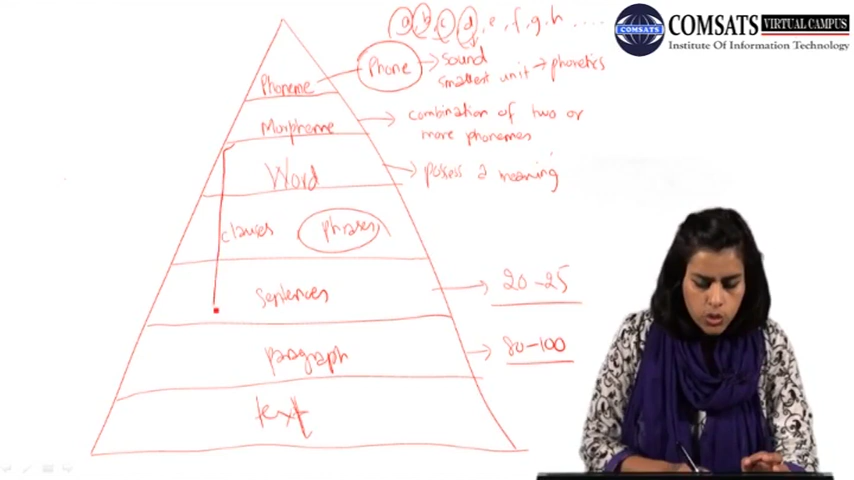 a, b, c, d, e, f, g, h ....
COMSATS VIRTUAL CAMPUS
COMSATS
Institute Of Information Technology
Phoneme
Phone → sound
smallest unit → phonetics
Morpheme → combination of two or
more phonemes
Word → possess a meaning
clauses phrases
sentences → 20-25
paragraph → 80-100
text